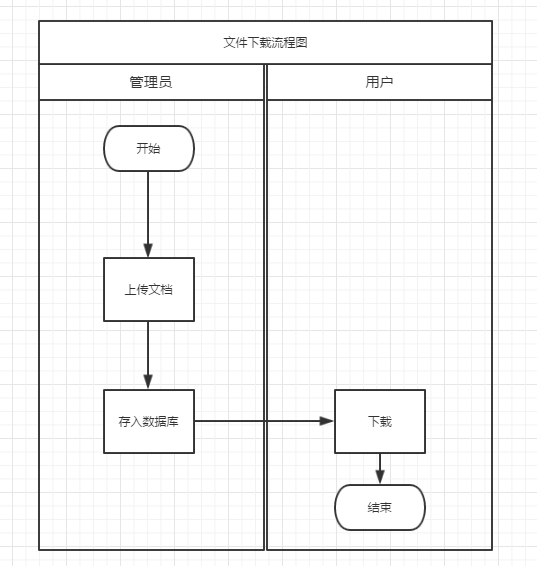 文件下载流程图
管理员
用户
开始
上传文档
存入数据库
下载
结束